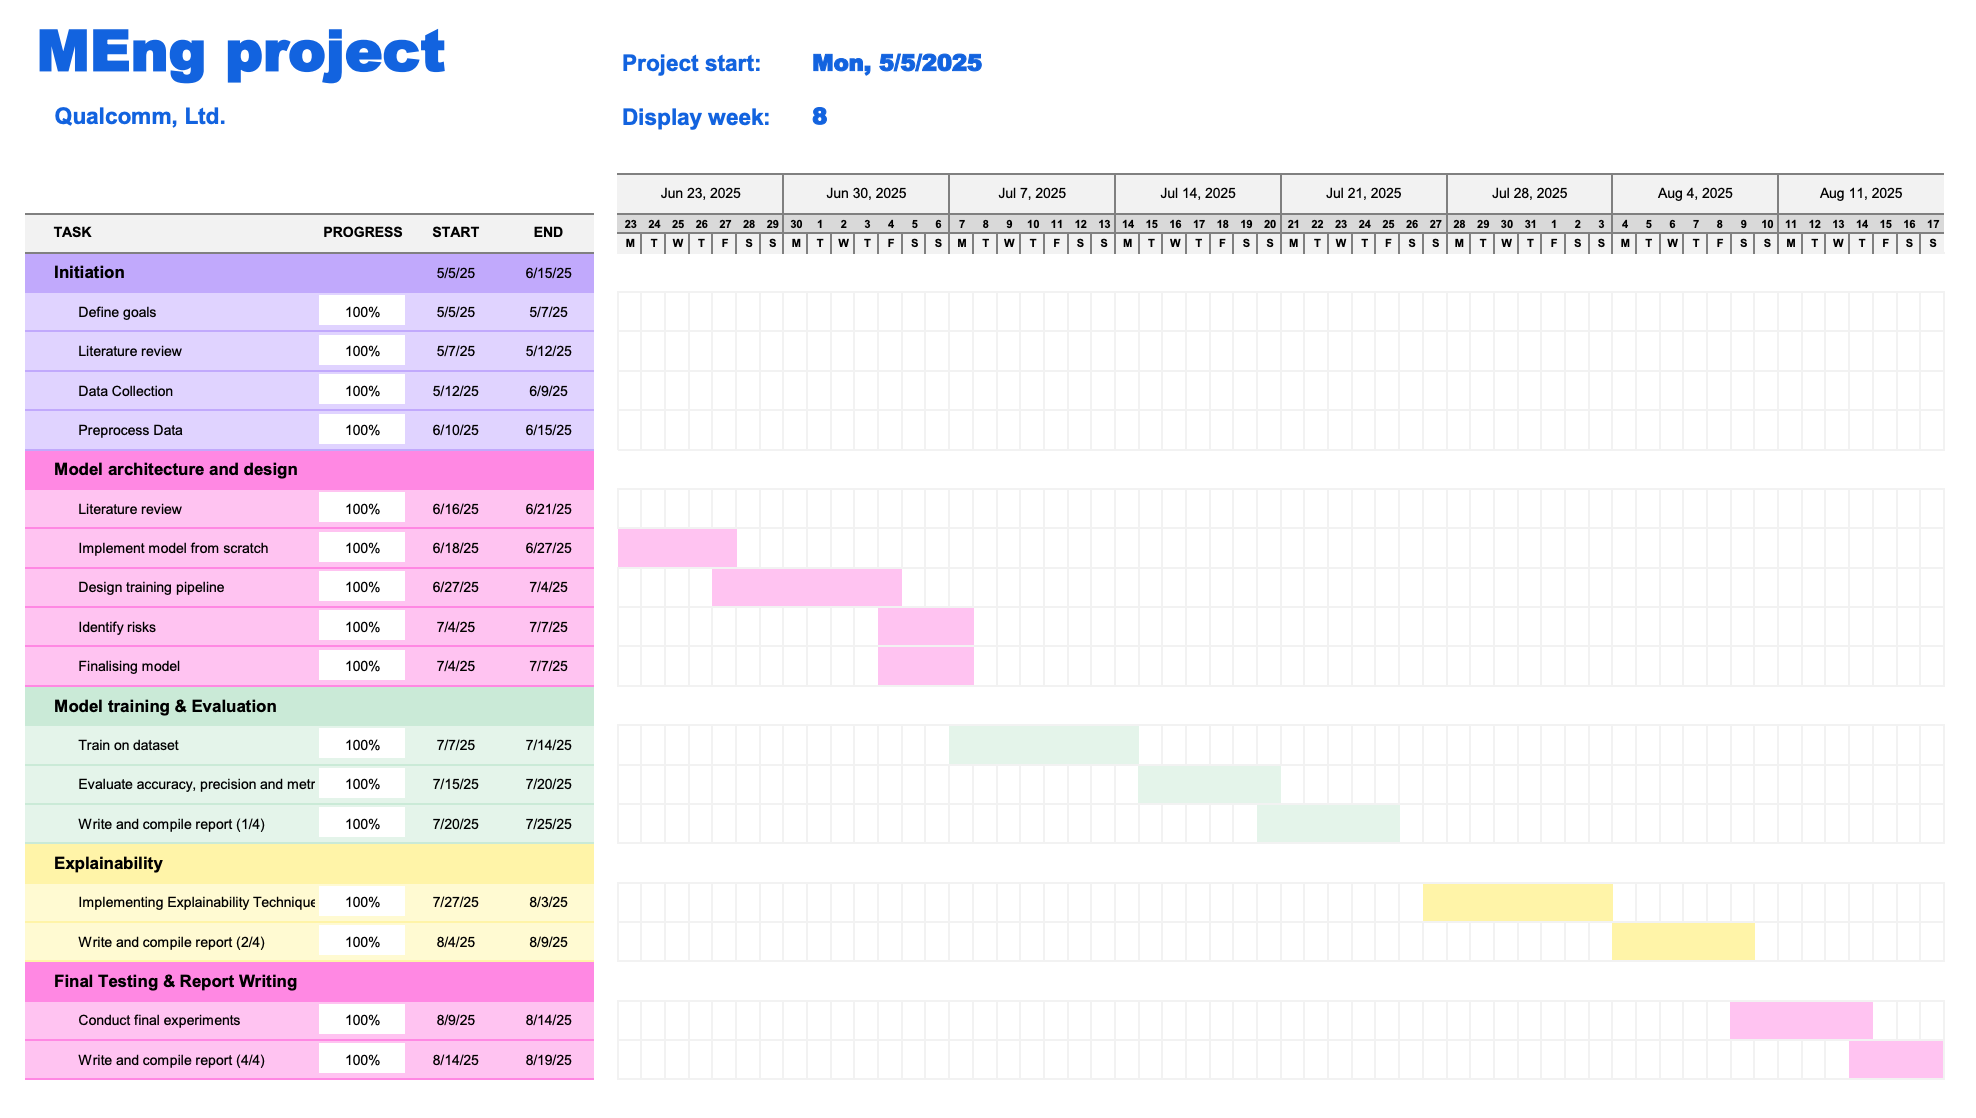 MEng project
Project start: Mon, 5/5/2025
Qualcomm, Ltd.
Display week: 8
Jun 23, 2025 Jun 30, 2025 Jul 7, 2025 Jul 14, 2025 Jul 21, 2025 Jul 28, 2025 Aug 4, 2025 Aug 11, 2025
23 24 25 26 27 28 29 30 1 2 3 4 5 6 7 8 9 10 11 12 13 14 15 16 17 18 19 20 21 22 23 24 25 26 27 28 29 30 31 1 2 3 4 5 6 7 8 9 10 11 12 13 14 15 16 17
TASK PROGRESS START END
M T W T F S S M T W T F S S M T W T F S S M T W T F S S M T W T F S S M T W T F S S M T W T F S S M T W T F S S
Initiation 5/5/25 6/15/25
Define goals 100% 5/5/25 5/7/25
Literature review 100% 5/7/25 5/12/25
Data Collection 100% 5/12/25 6/9/25
Preprocess Data 100% 6/10/25 6/15/25
Model architecture and design
Literature review 100% 6/16/25 6/21/25
Implement model from scratch 100% 6/18/25 6/27/25
Design training pipeline 100% 6/27/25 7/4/25
Identify risks 100% 7/4/25 7/7/25
Finalising model 100% 7/4/25 7/7/25
Model training & Evaluation
Train on dataset 100% 7/7/25 7/14/25
Evaluate accuracy, precision and metr 100% 7/15/25 7/20/25
Write and compile report (1/4) 100% 7/20/25 7/25/25
Explainability
Implementing Explainability Technique 100% 7/27/25 8/3/25
Write and compile report (2/4) 100% 8/4/25 8/9/25
Final Testing & Report Writing
Conduct final experiments 100% 8/9/25 8/14/25
Write and compile report (4/4) 100% 8/14/25 8/19/25